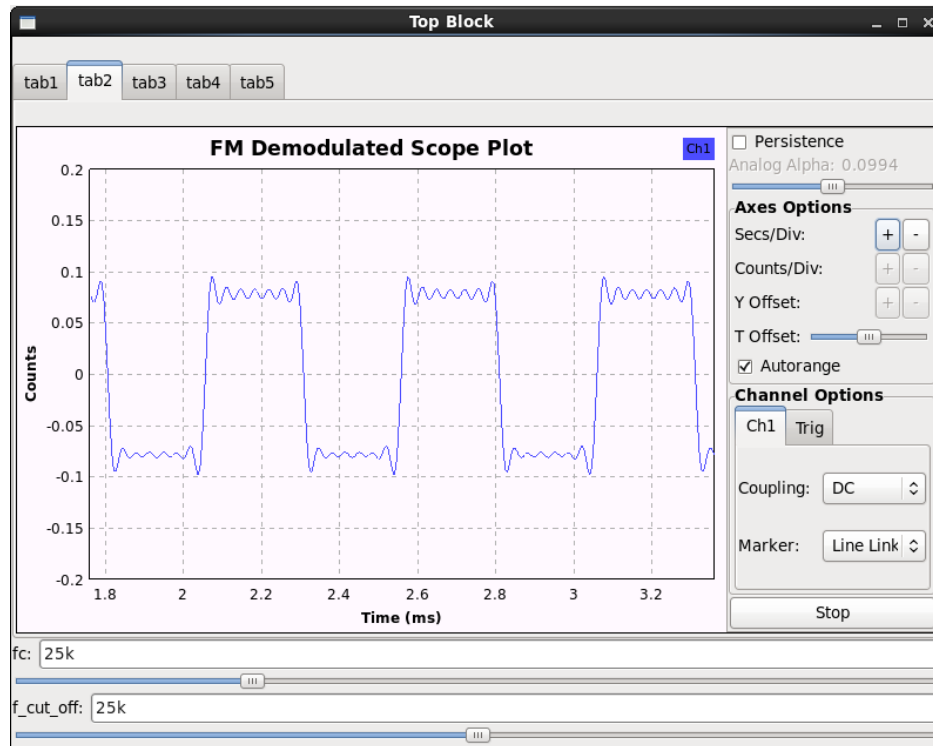 Top Block
tab1 tab2 tab3 tab4 tab5
FM Demodulated Scope Plot
Ch1
0.2
0.15
0.1
0.05
0
-0.05
-0.1
-0.15
-0.2
Counts
1.8 2 2.2 2.4 2.6 2.8 3 3.2
Time (ms)
Persistence
Analog Alpha: 0.0994
Axes Options
Secs/Div: + -
Counts/Div: + -
Y Offset: + -
T Offset:
Autorange
Channel Options
Ch1 Trig
Coupling: DC
Marker: Line Link
Stop
fc: 25k
f_cut_off: 25k